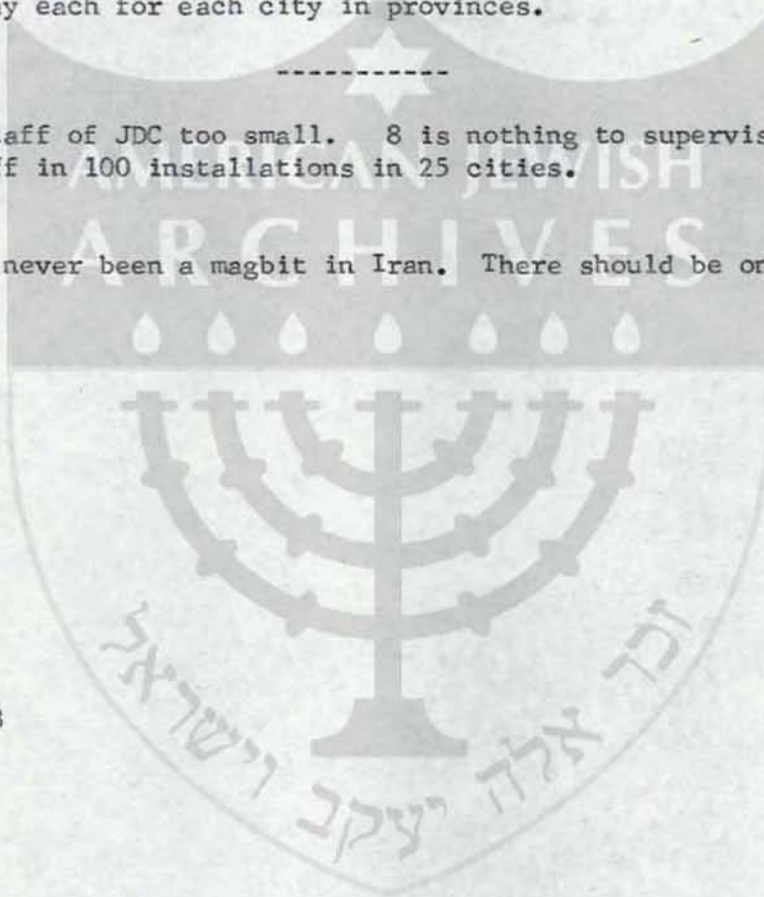 y each for each city in provinces.
-----------
aff of JDC too small. 8 is nothing to supervis
ff in 100 installations in 25 cities.
AMERICAN JEWISH
ARCHIVES
never been a magbit in Iran. There should be on
זכר אלה יעקב וישראל